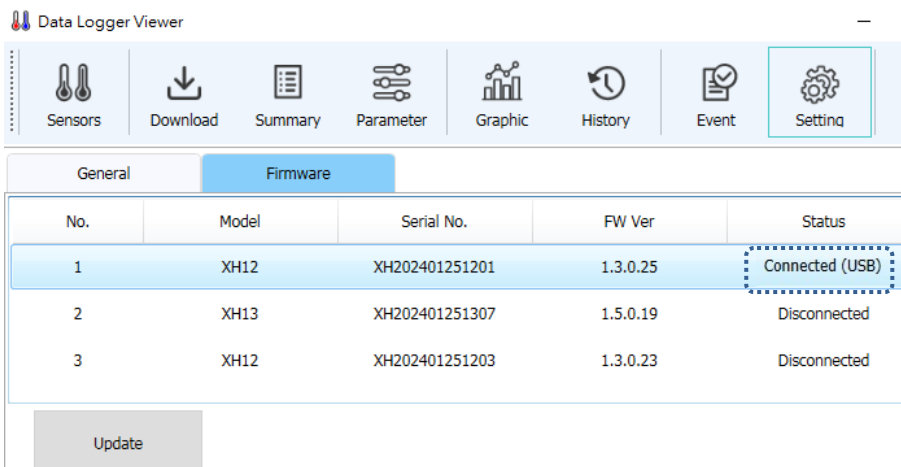 Data Logger Viewer
Sensors Download Summary Parameter Graphic History Event Setting
General Firmware
No. Model Serial No. FW Ver Status
1 XH12 XH202401251201 1.3.0.25 Connected (USB)
2 XH13 XH202401251307 1.5.0.19 Disconnected
3 XH12 XH202401251203 1.3.0.23 Disconnected
Update